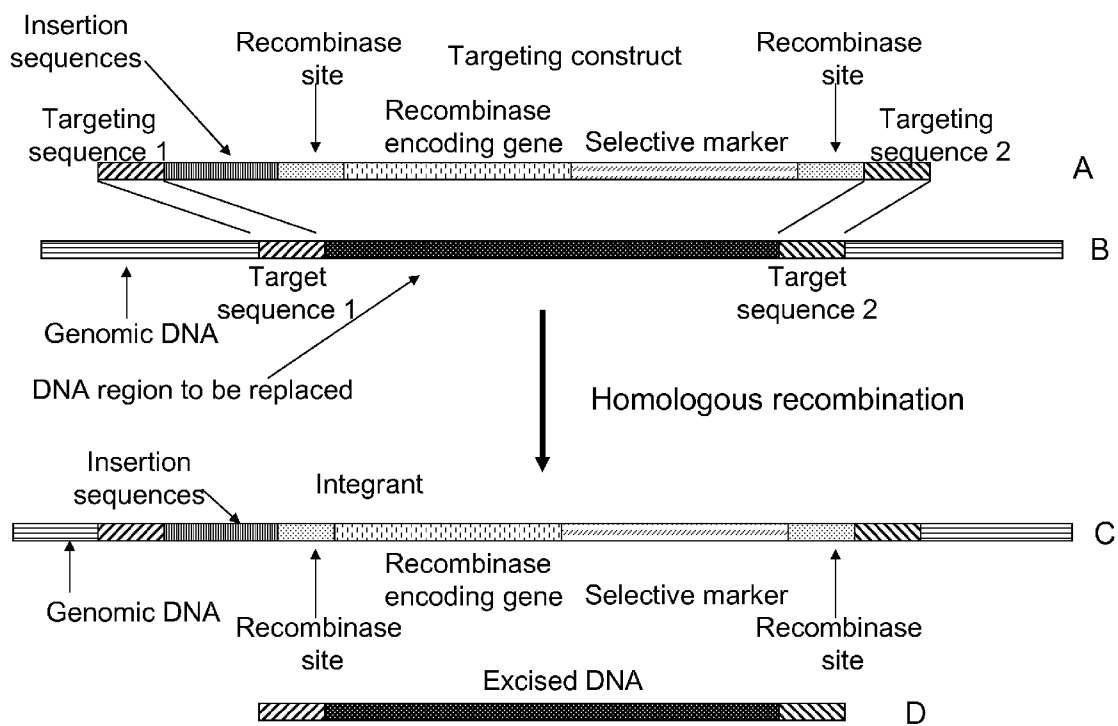 Insertion
sequences
Recombinase
site
Targeting construct
Recombinase
site
Targeting
sequence 1
Recombinase
encoding gene
Selective marker
Targeting
sequence 2
A
B
Target
sequence 1
Target
sequence 2
Genomic DNA
DNA region to be replaced
Homologous recombination
Insertion
sequences
Integrant
C
Genomic DNA
Recombinase
encoding gene
Selective marker
Recombinase
site
Recombinase
site
Excised DNA
D